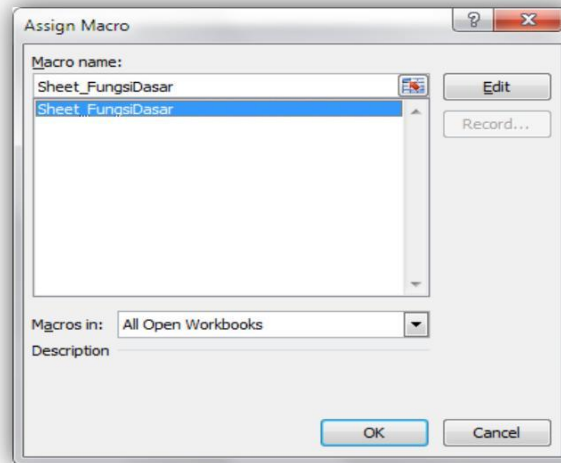 Assign Macro
?
Macro name:
Sheet_FungsiDasar
Edit
Sheet_FungsiDasar
Record...
Macros in: All Open Workbooks
Description
OK Cancel